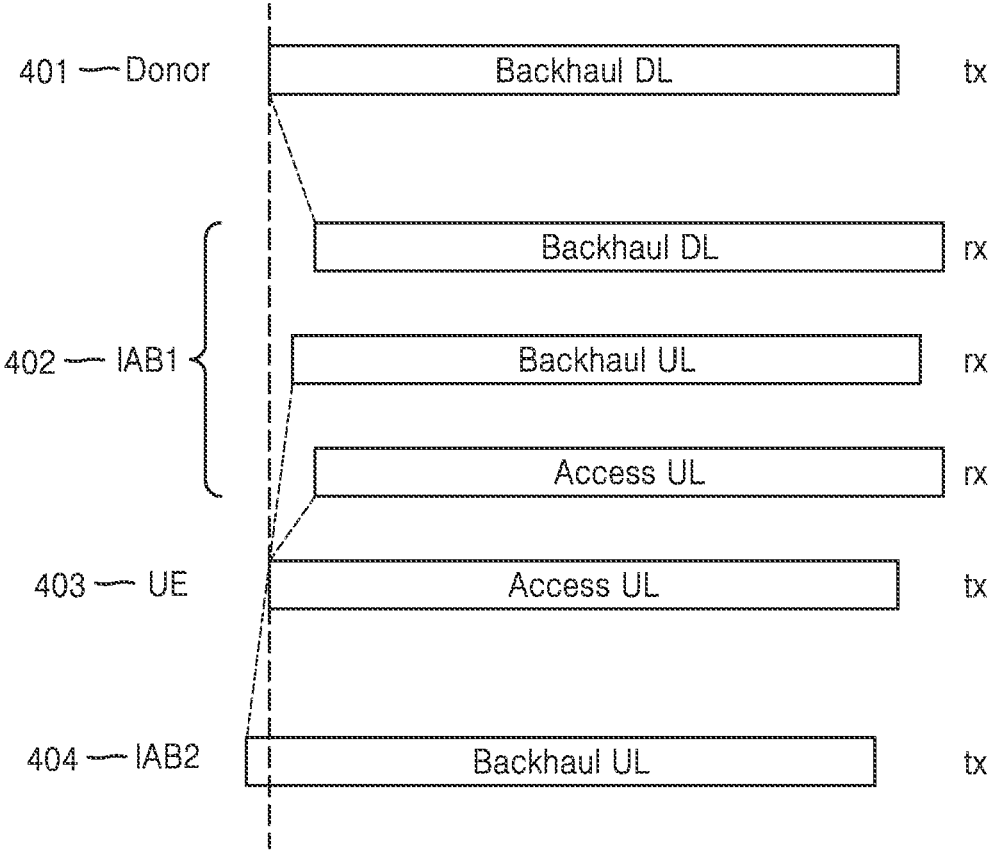 401 Donor Backhaul DL tx
Backhaul DL rx
402 IAB1 Backhaul UL rx
Access UL rx
403 UE Access UL tx
404 IAB2 Backhaul UL tx